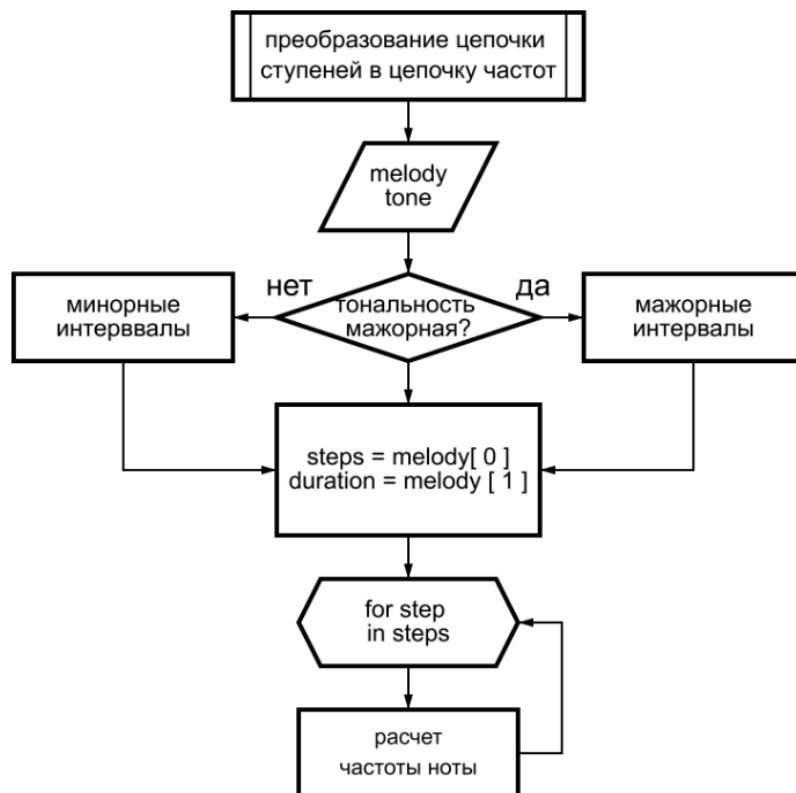 преобразование цепочки
ступеней в цепочку частот
melody
tone
нет
тональность
мажорная?
да
минорные
интерввалы
мажорные
интервалы
steps = melody[ 0 ]
duration = melody [ 1 ]
for step
in steps
расчет
частоты ноты